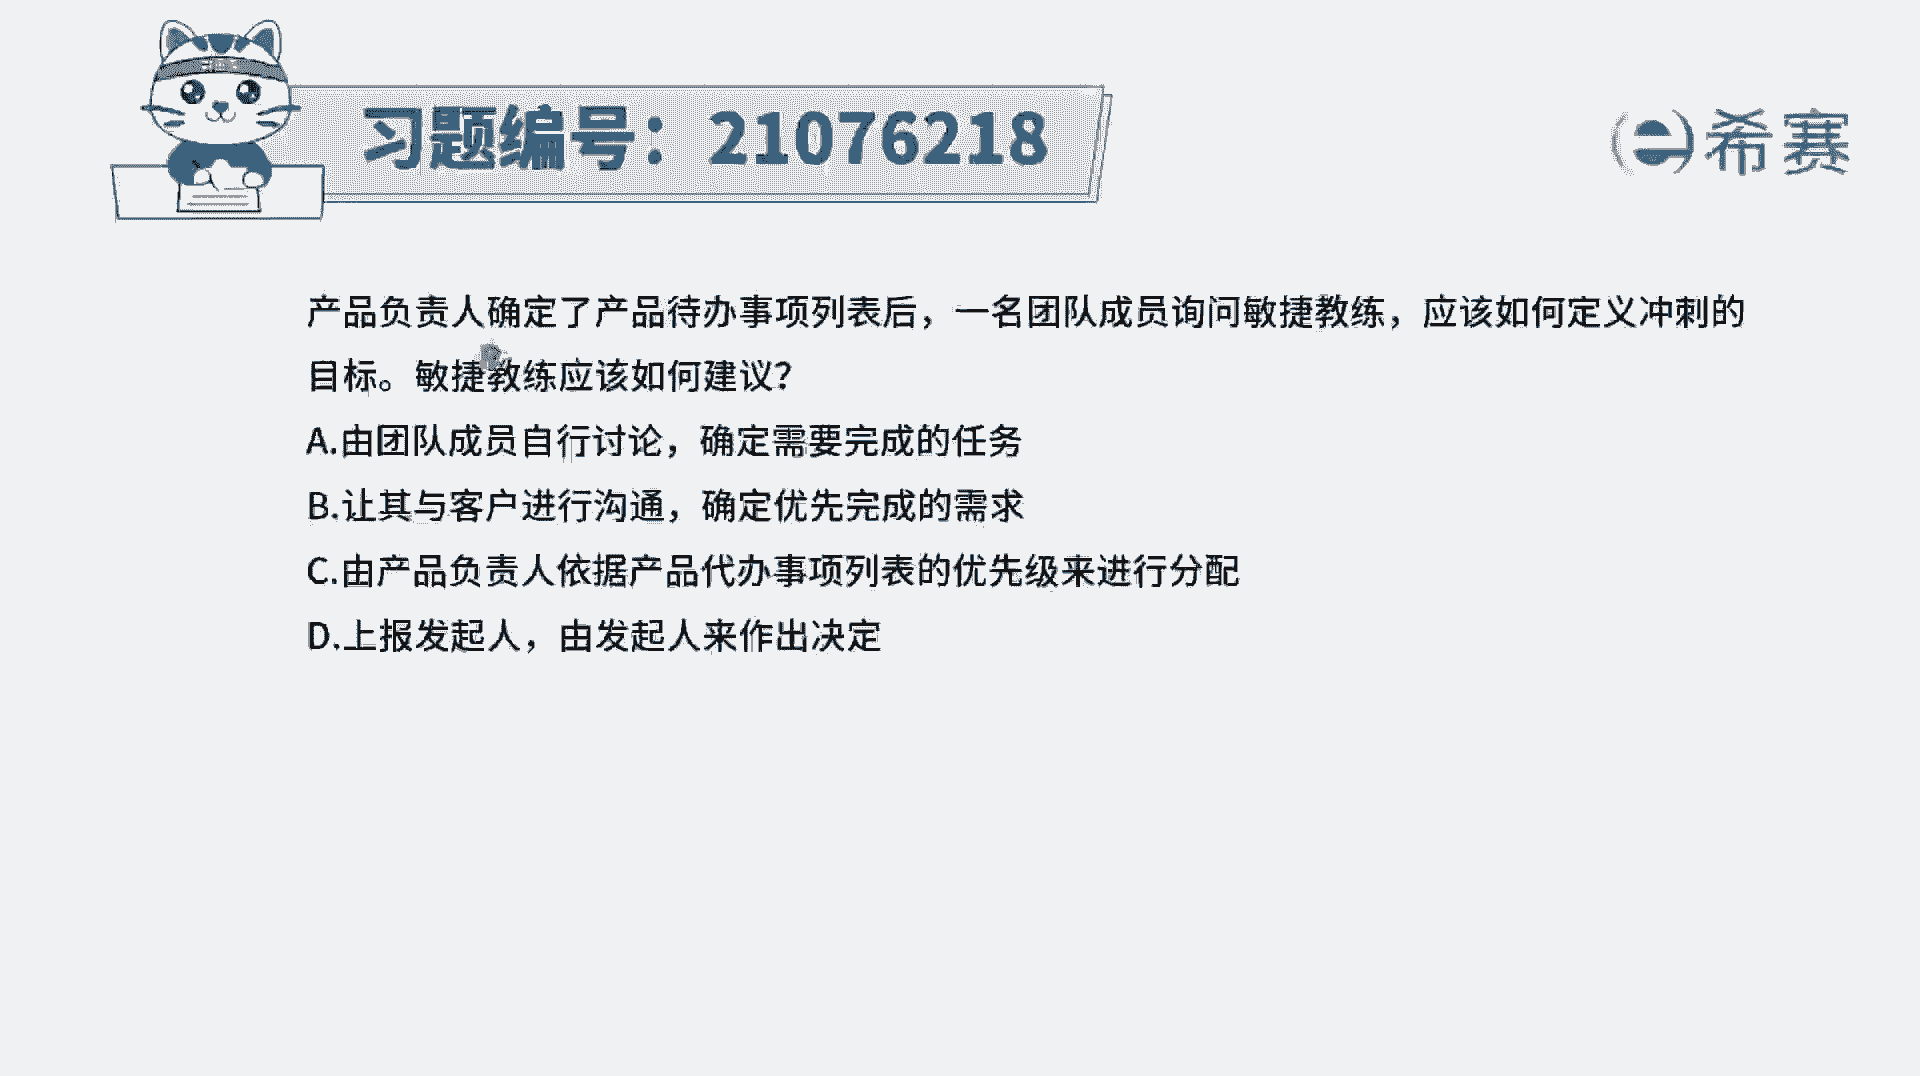 习题编号：21076218
希赛
产品负责人确定了产品待办事项列表后，一名团队成员询问敏捷教练，应该如何定义冲刺的
目标。敏捷教练应该如何建议？
A.由团队成员自行讨论，确定需要完成的任务
B.让其与客户进行沟通，确定优先完成的需求
C.由产品负责人依据产品代办事项列表的优先级来进行分配
D.上报发起人，由发起人来作出决定